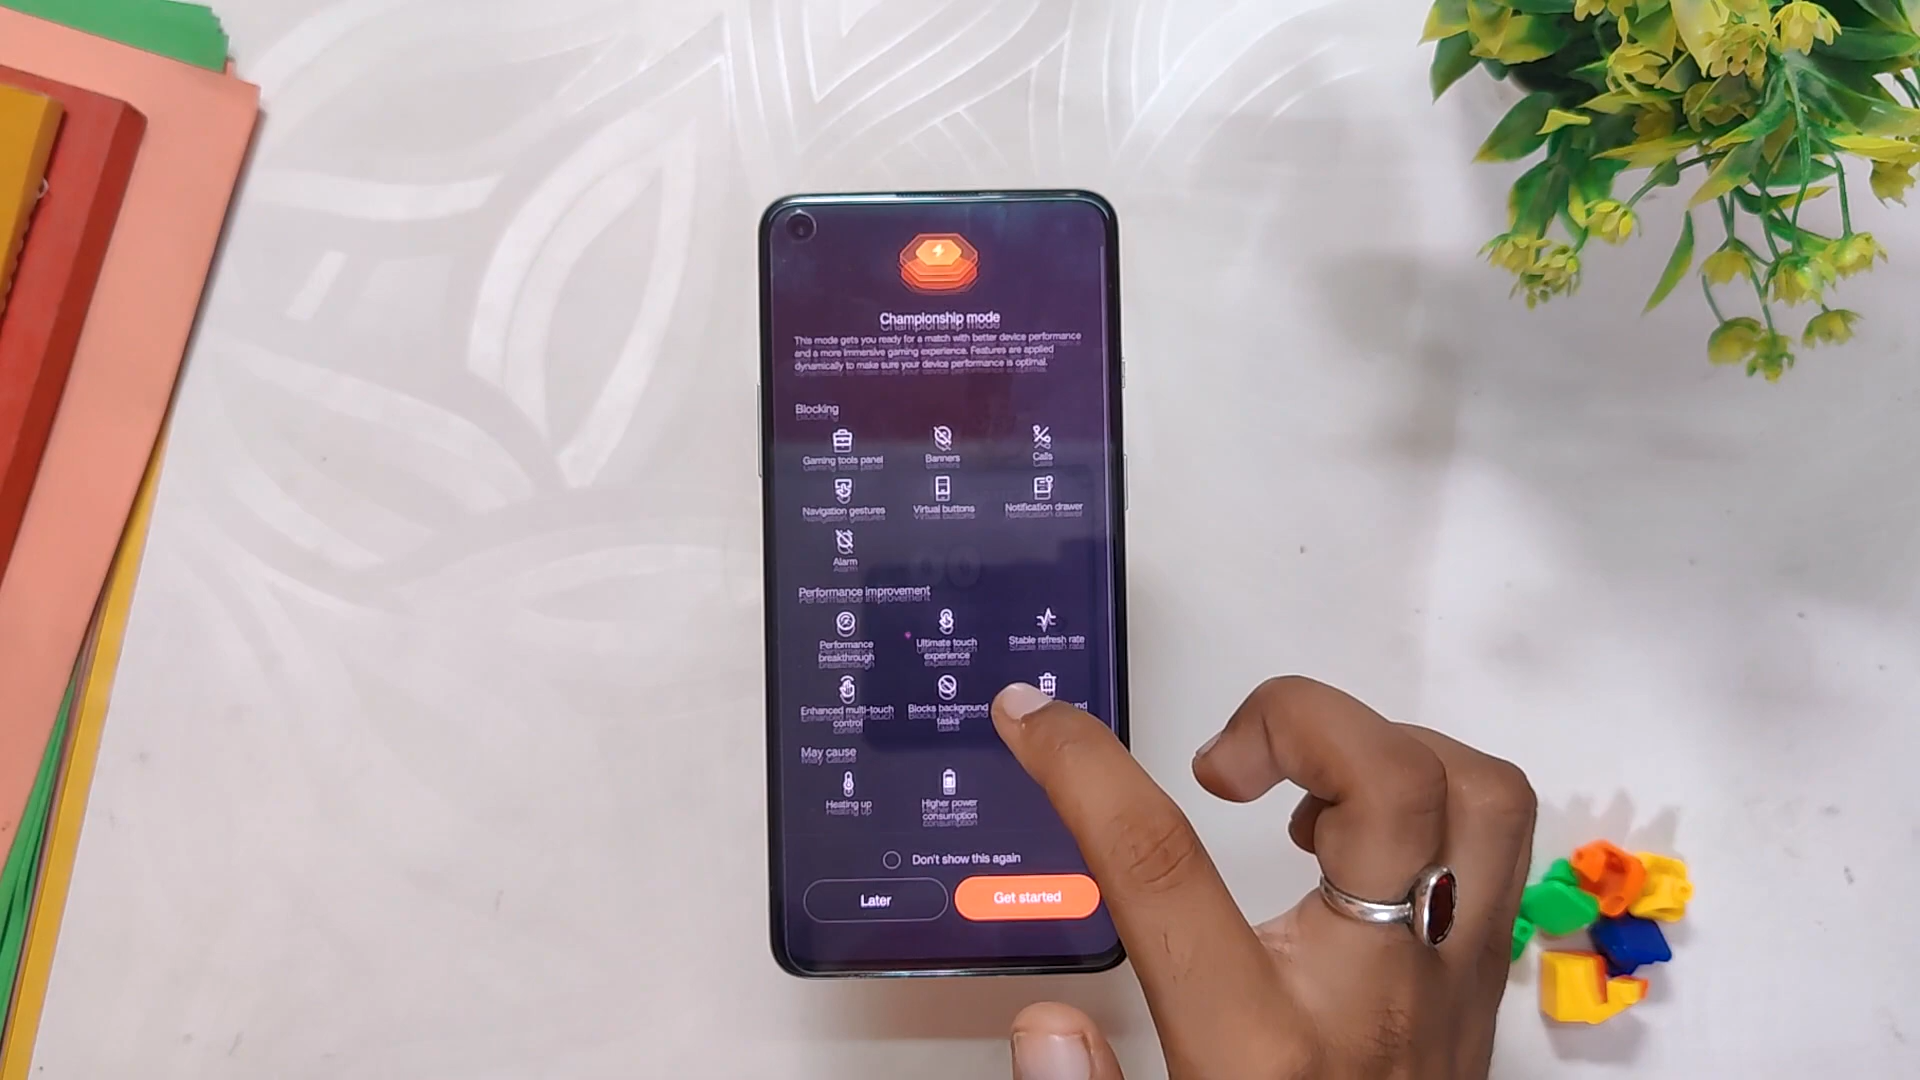 Championship mode
This mode gets you ready for a match with better device performance
and a more immersive gaming experience. Features are applied
dynamically to make sure your device performance is optimal.
Blocking
Gaming tools panel
Banners
Calls
Navigation gestures
Virtual buttons
Notification drawer
Alarm
Performance improvement
Performance
breakthrough
Ultimate touch
experience
Stable refresh rate
Enhanced multi-touch
control
Blocks background
tasks
May cause
Heating up
Higher power
consumption
Don't show this again
Later
Get started